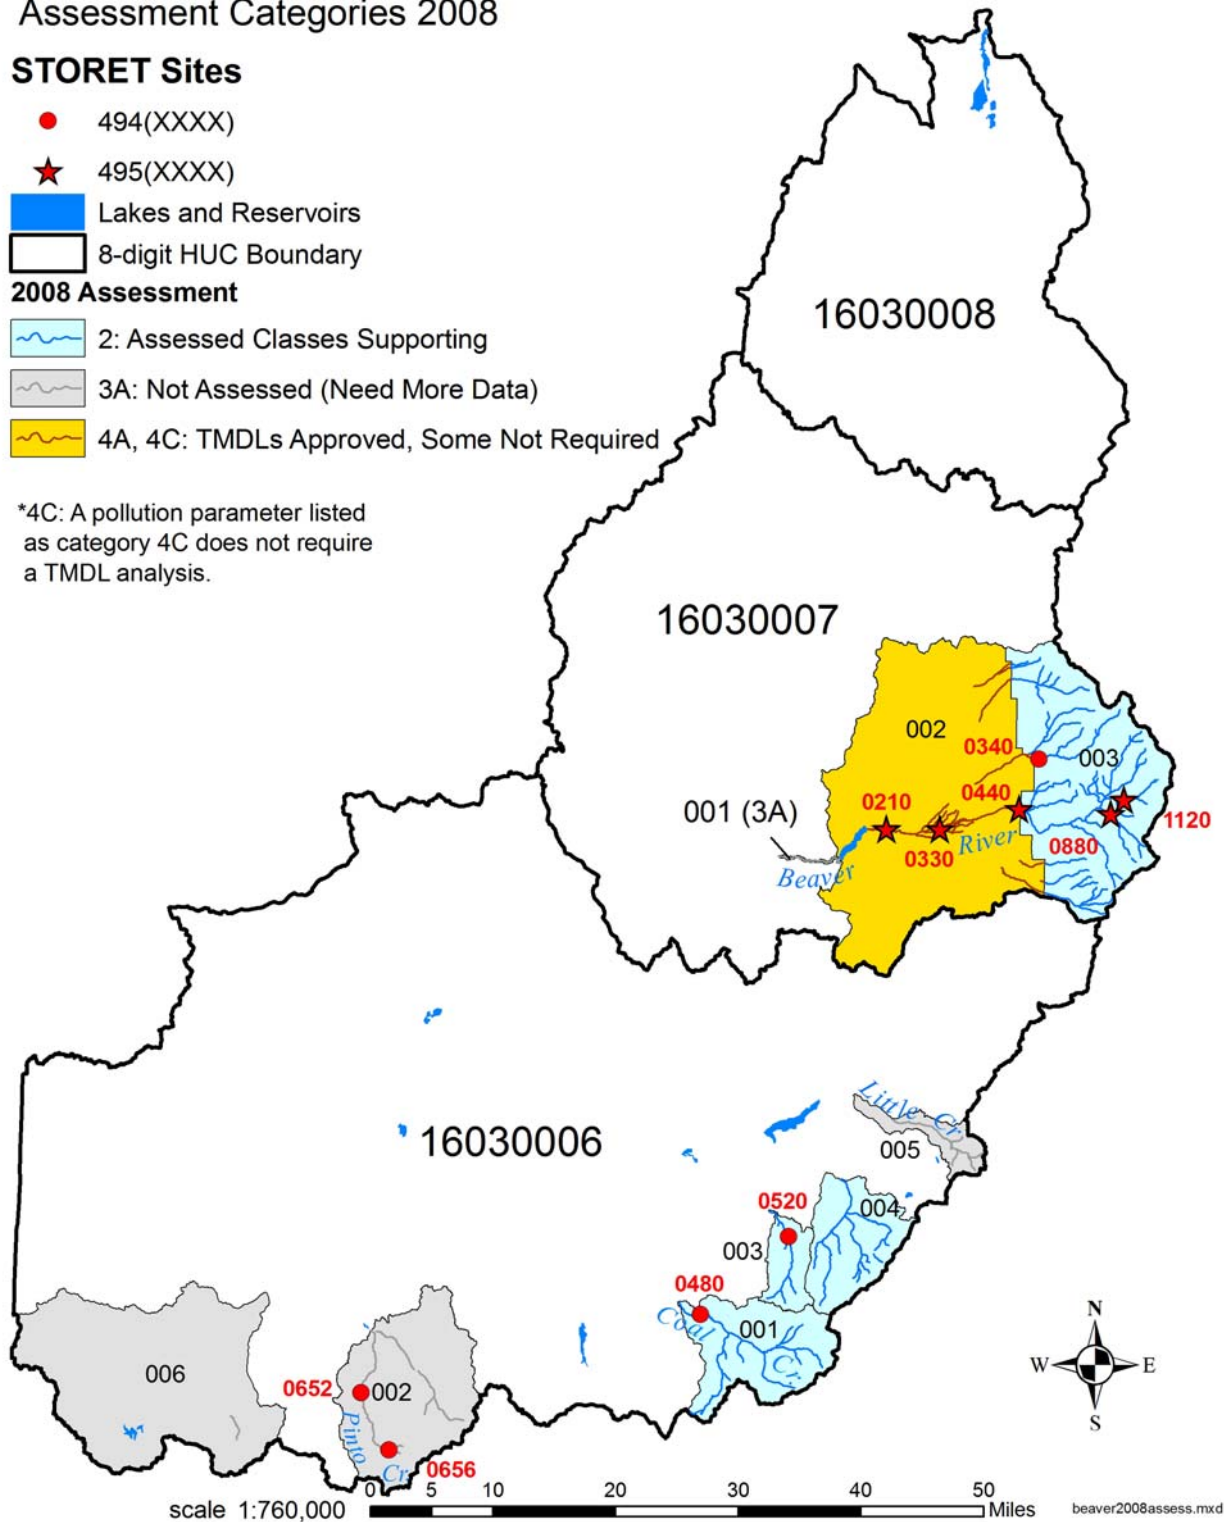 Assessment Categories 2008
STORET Sites
494(XXXX)
495(XXXX)
Lakes and Reservoirs
8-digit HUC Boundary
2008 Assessment
2: Assessed Classes Supporting
3A: Not Assessed (Need More Data)
4A, 4C: TMDLs Approved, Some Not Required
*4C: A pollution parameter listed
as category 4C does not require
a TMDL analysis.
16030008
16030007
002
0340
003
001 (3A)
0210
0440
1120
0330
River
0880
Beaver
16030006
Little Cr.
005
0520
004
003
0480
Coal
001
Cr.
006
0652
002
Pinto
Cr.
0656
N
W
E
S
0 5 10 20 30 40 50
scale 1:760,000
Miles
beaver2008assess.mxd